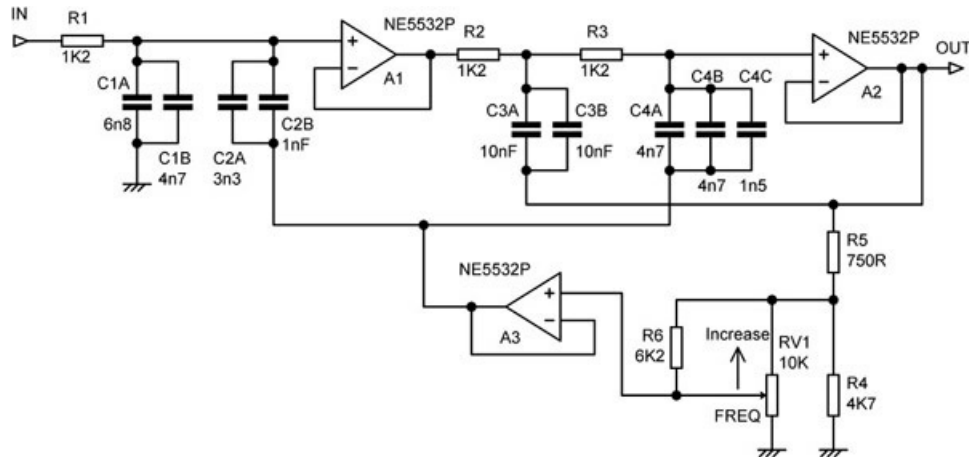 IN
R1
1K2
NE5532P
A1
R2
1K2
R3
1K2
NE5532P
OUT
A2
C1A
6n8
C1B
4n7
C2A
3n3
C2B
1nF
C3A
10nF
C3B
10nF
C4A
4n7
C4B
4n7
C4C
1n5
NE5532P
A3
R5
750R
R6
6K2
Increase
RV1
10K
FREQ
R4
4K7